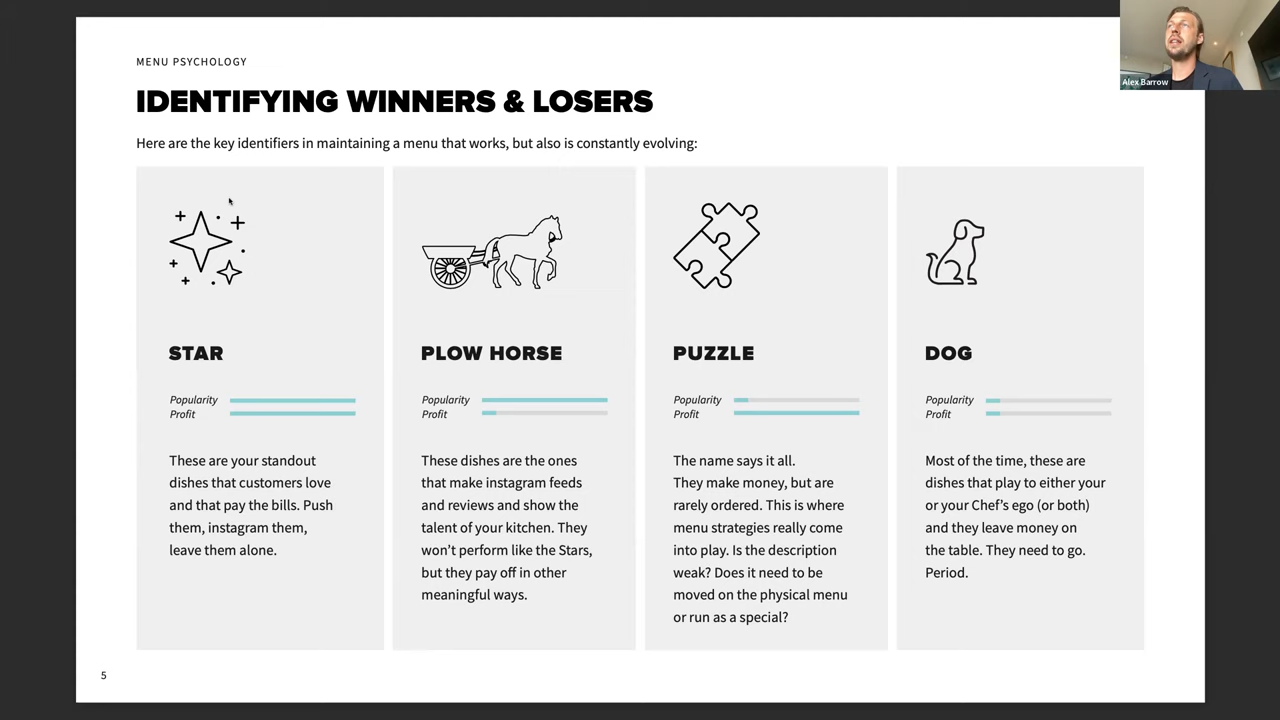 MENU PSYCHOLOGY
IDENTIFYING WINNERS & LOSERS
Here are the key identifiers in maintaining a menu that works, but also is constantly evolving:
STAR
Popularity
Profit
These are your standout
dishes that customers love
and that pay the bills. Push
them, instagram them,
leave them alone.
PLOW HORSE
Popularity
Profit
These dishes are the ones
that make instagram feeds
and reviews and show the
talent of your kitchen. They
won’t perform like the Stars,
but they pay off in other
meaningful ways.
PUZZLE
Popularity
Profit
The name says it all.
They make money, but are
rarely ordered. This is where
menu strategies really come
into play. Is the description
weak? Does it need to be
moved on the physical menu
or run as a special?
DOG
Popularity
Profit
Most of the time, these are
dishes that play to either your
or your Chef’s ego (or both)
and they leave money on
the table. They need to go.
Period.
5
Alex Barrow